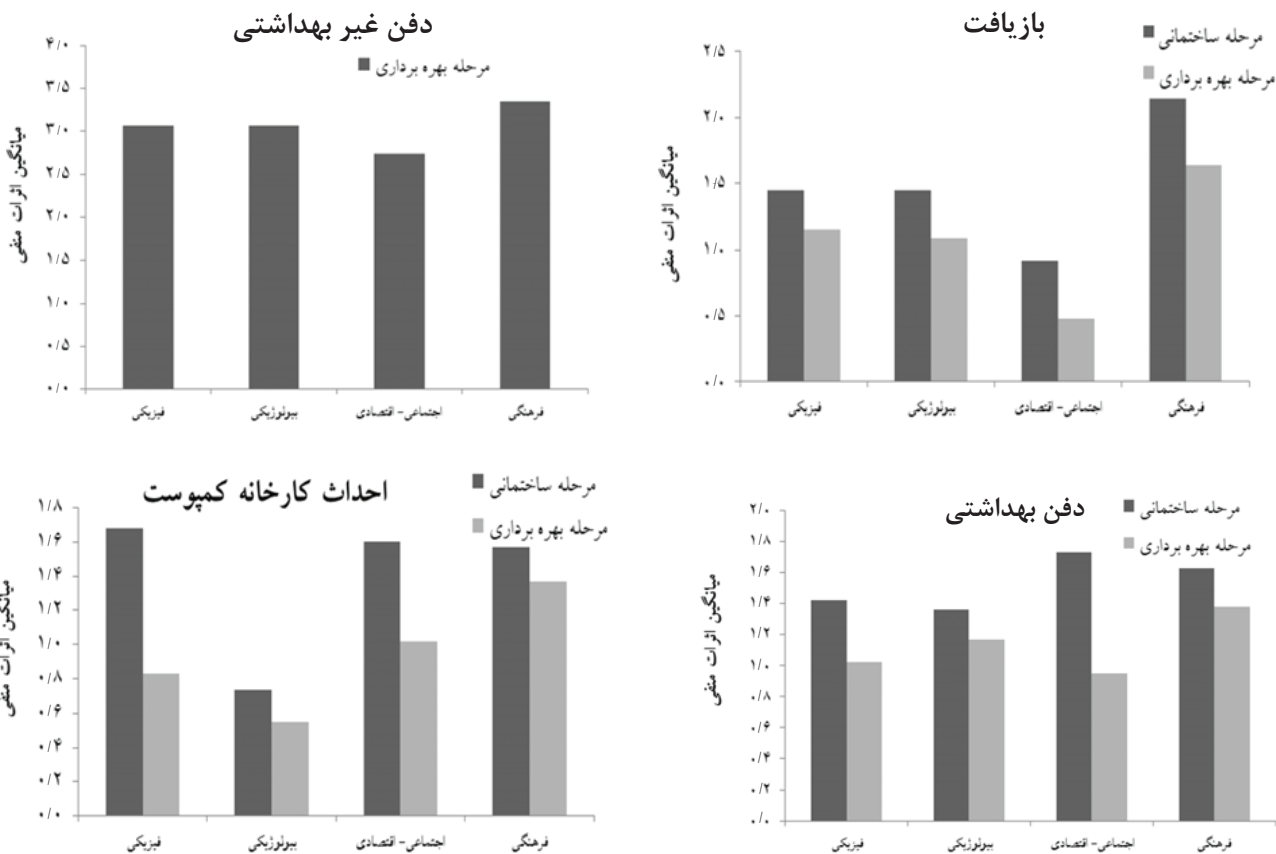 دفن غیر بهداشتی
مرحله بهره برداری
میانگین اثرات منفی
۴/۰
۳/۵
۳/۰
۲/۵
۲/۰
۱/۵
۱/۰
۰/۵
۰/۰
فیزیکی
بیولوژیکی
اجتماعی- اقتصادی
فرهنگی
بازیافت
مرحله ساختمانی
مرحله بهره برداری
میانگین اثرات منفی
۲/۵
۲/۰
۱/۵
۱/۰
۰/۵
۰/۰
فیزیکی
بیولوژیکی
اجتماعی- اقتصادی
فرهنگی
احداث کارخانه کمپوست
مرحله ساختمانی
مرحله بهره برداری
میانگین اثرات منفی
۱/۸
۱/۶
۱/۴
۱/۲
۱/۰
۰/۸
۰/۶
۰/۴
۰/۲
۰/۰
فیزیکی
بیولوژیکی
اجتماعی- اقتصادی
فرهنگی
دفن بهداشتی
مرحله ساختمانی
مرحله بهره برداری
میانگین اثرات منفی
۲/۰
۱/۸
۱/۶
۱/۴
۱/۲
۱/۰
۰/۸
۰/۶
۰/۴
۰/۲
۰/۰
فیزیکی
بیولوژیکی
اجتماعی- اقتصادی
فرهنگی